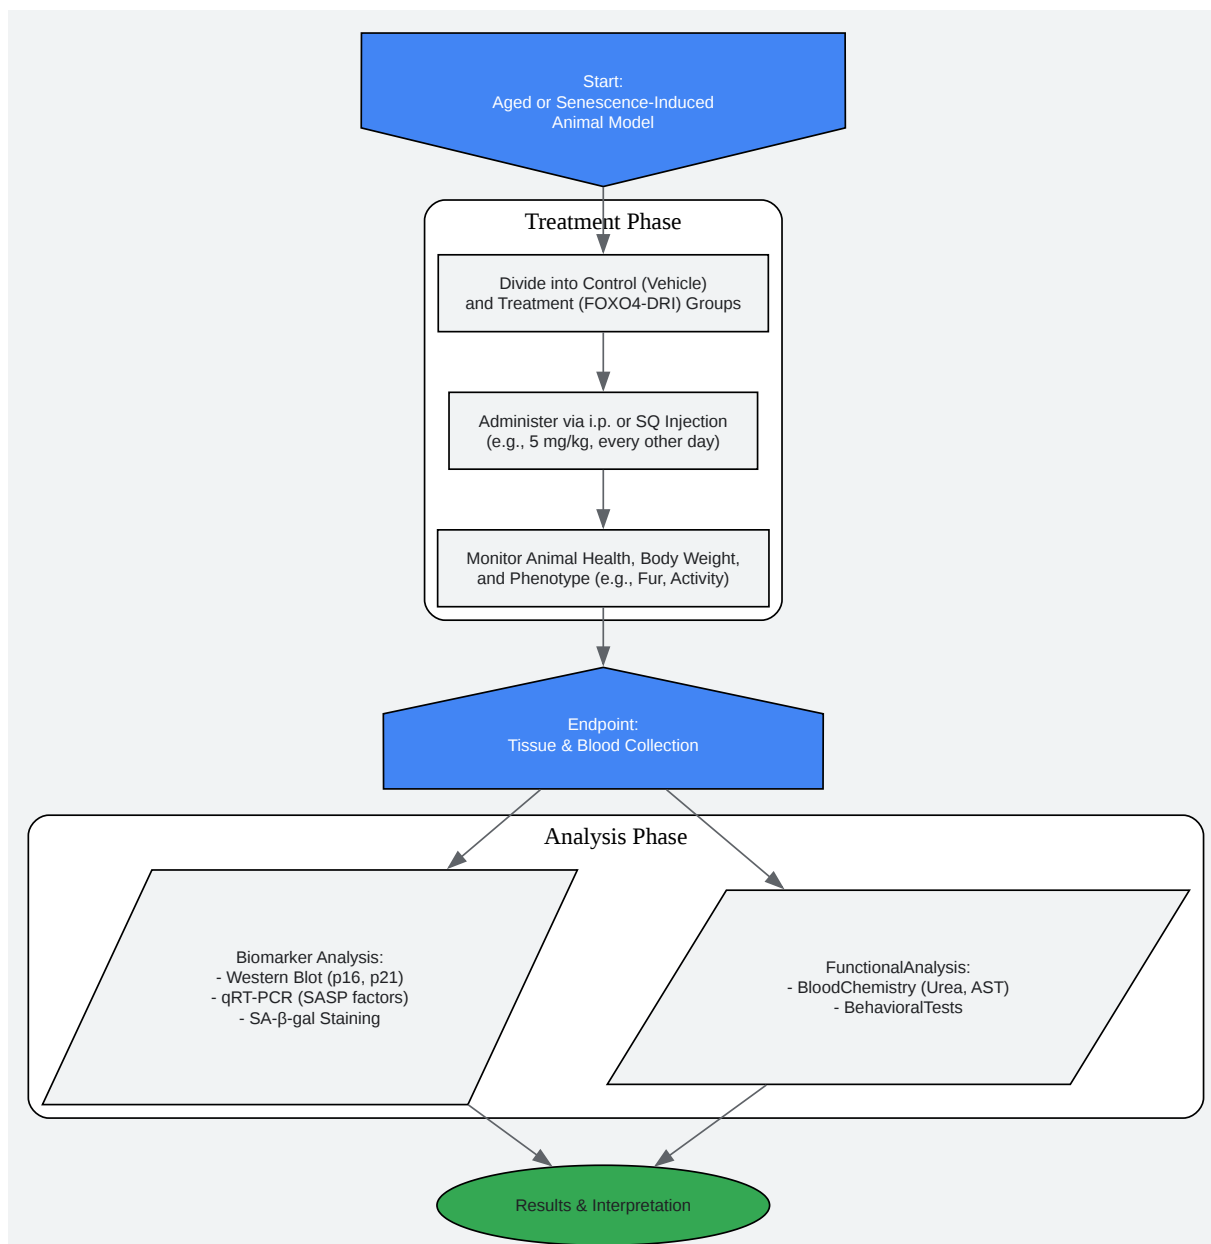 Start:
Aged or Senescence-Induced
Animal Model
Treatment Phase
Divide into Control (Vehicle)
and Treatment (FOXO4-DRI) Groups
Administer via i.p. or SQ Injection
(e.g., 5 mg/kg, every other day)
Monitor Animal Health, Body Weight,
and Phenotype (e.g., Fur, Activity)
Endpoint:
Tissue & Blood Collection
Analysis Phase
Biomarker Analysis:
- Western Blot (p16, p21)
- qRT-PCR (SASP factors)
- SA-β-gal Staining
FunctionalAnalysis:
- BloodChemistry (Urea, AST)
- BehavioralTests
Results & Interpretation